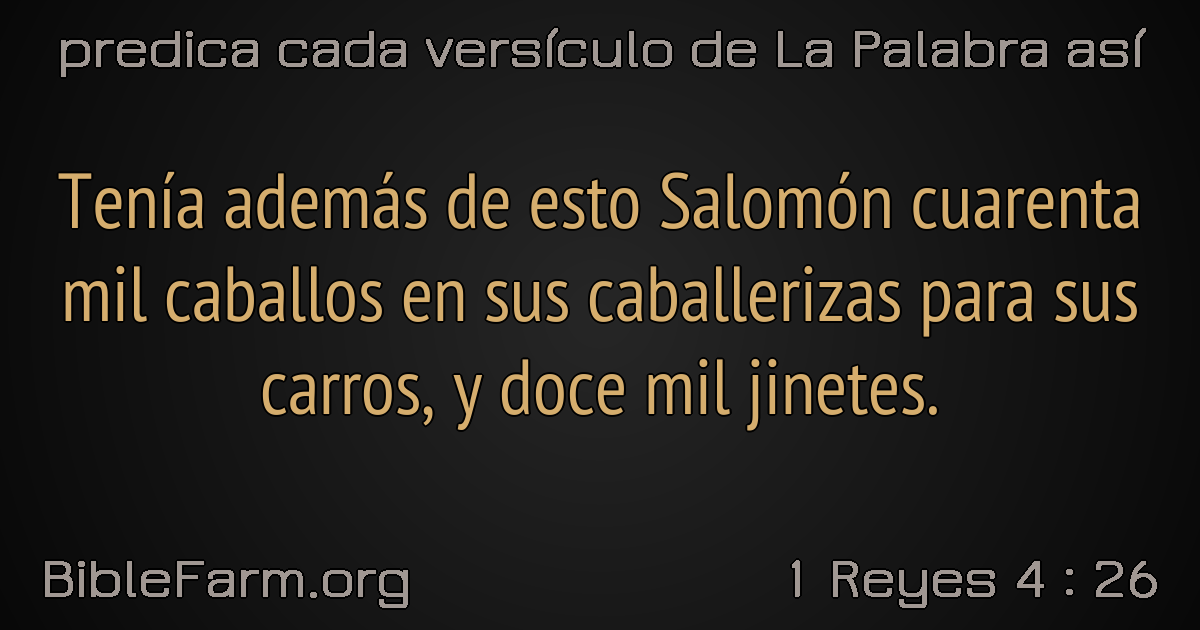 predica cada versículo de La Palabra así
Tenía además de esto Salomón cuarenta
mil caballos en sus caballerizas para sus
carros, y doce mil jinetes.
BibleFarm.org
1 Reyes 4 : 26